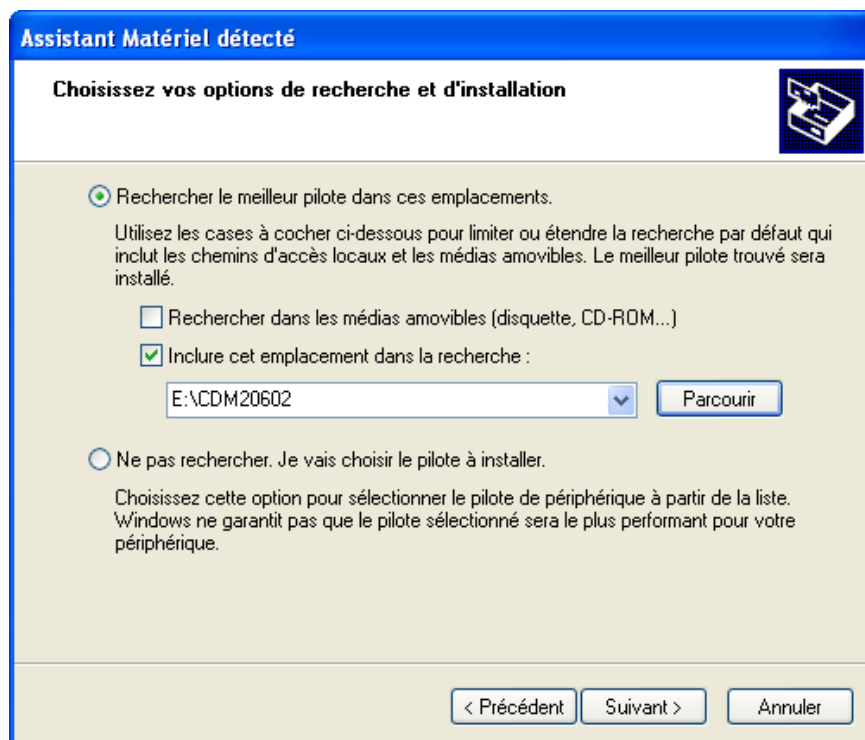 Assistant Matériel détecté
Choisissez vos options de recherche et d'installation
Rechercher le meilleur pilote dans ces emplacements.
Utilisez les cases à cocher ci-dessous pour limiter ou étendre la recherche par défaut qui
inclut les chemins d'accès locaux et les médias amovibles. Le meilleur pilote trouvé sera
installé.
Rechercher dans les médias amovibles (disquette, CD-ROM...)
Inclure cet emplacement dans la recherche :
E:\CDM20602 Parcourir
Ne pas rechercher. Je vais choisir le pilote à installer.
Choisissez cette option pour sélectionner le pilote de périphérique à partir de la liste.
Windows ne garantit pas que le pilote sélectionné sera le plus performant pour votre
périphérique.
< Précédent Suivant > Annuler